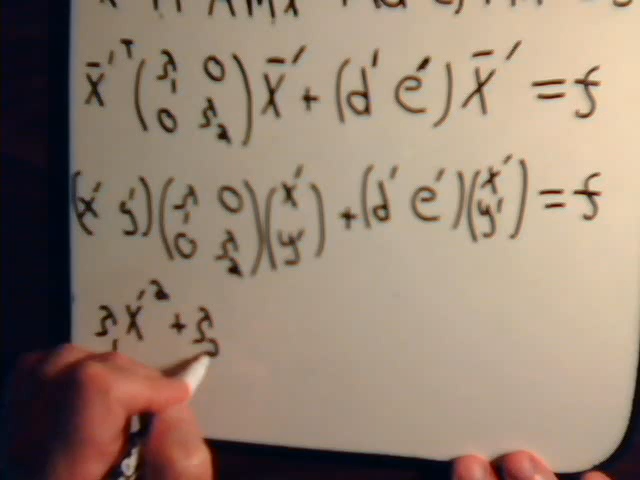 x̄'ᵀ (λ₁ 0 0 λ₂) x̄' + (d' e') x̄' = f
(x' y') (λ₁ 0 0 λ₂) (x' y') + (d' e') (x' y') = f
λ₁x'² + λ₂